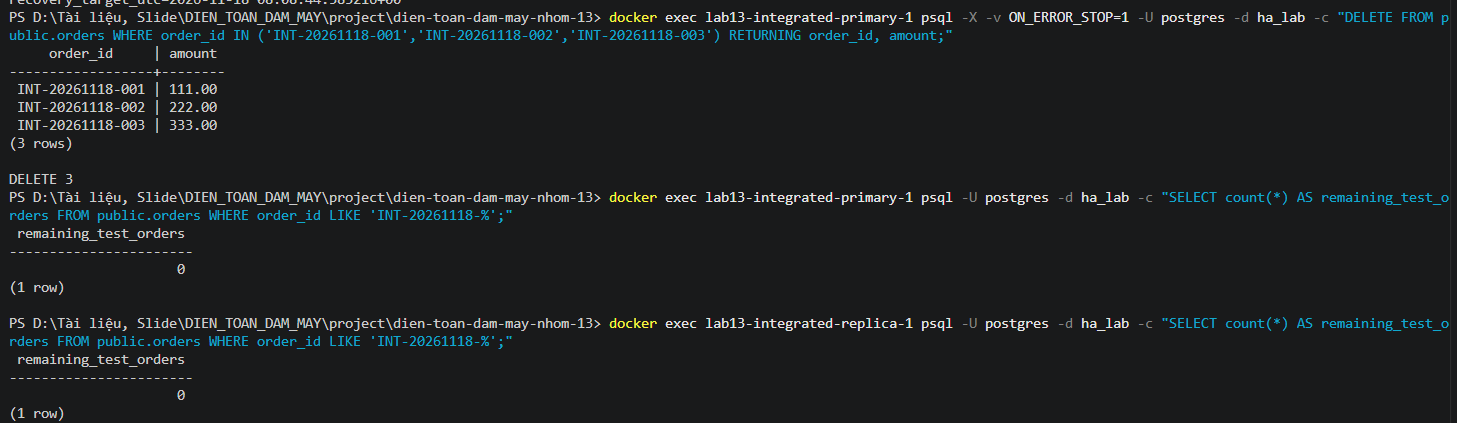 PS D:\Tài liệu, Slide\DIEN_TOAN_DAM_MAY\project\dien-toan-dam-may-nhom-13> docker exec lab13-integrated-primary-1 psql -X -v ON_ERROR_STOP=1 -U postgres -d ha_lab -c "DELETE FROM p
ublic.orders WHERE order_id IN ('INT-20261118-001','INT-20261118-002','INT-20261118-003') RETURNING order_id, amount;"
order_id | amount
------------------+--------
INT-20261118-001 | 111.00
INT-20261118-002 | 222.00
INT-20261118-003 | 333.00
(3 rows)
DELETE 3
PS D:\Tài liệu, Slide\DIEN_TOAN_DAM_MAY\project\dien-toan-dam-may-nhom-13> docker exec lab13-integrated-primary-1 psql -U postgres -d ha_lab -c "SELECT count(*) AS remaining_test_o
rders FROM public.orders WHERE order_id LIKE 'INT-20261118-%';"
remaining_test_orders
-----------------------
0
(1 row)
PS D:\Tài liệu, Slide\DIEN_TOAN_DAM_MAY\project\dien-toan-dam-may-nhom-13> docker exec lab13-integrated-replica-1 psql -U postgres -d ha_lab -c "SELECT count(*) AS remaining_test_o
rders FROM public.orders WHERE order_id LIKE 'INT-20261118-%';"
remaining_test_orders
-----------------------
0
(1 row)